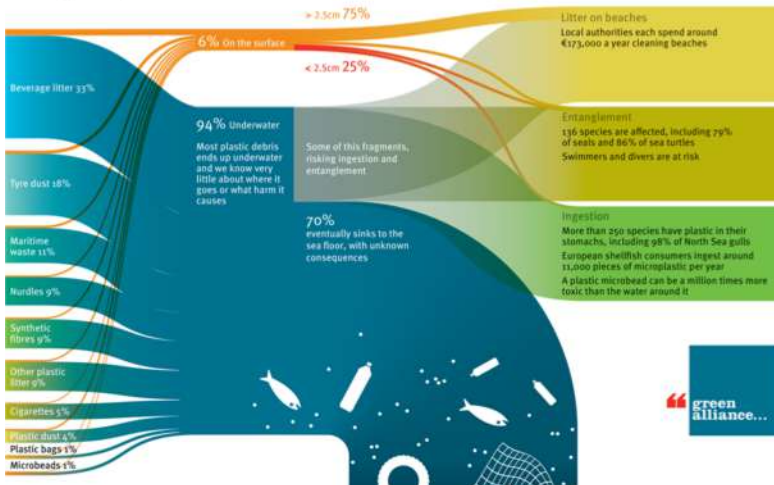 > 2.5cm 75%
6% On the surface
< 2.5cm 25%
Beverage litter 33%
Tyre dust 18%
Maritime
waste 11%
Nurdles 9%
Synthetic
fibres 9%
Other plastic
litter 9%
Cigarettes 5%
Plastic dust 4%
Plastic bags 1%
Microbeads 1%
94% Underwater
Most plastic debris
ends up underwater
and we know very
little about where it
goes or what harm it
causes
Some of this fragments,
risking ingestion and
entanglement
70%
eventually sinks to the
sea floor, with unknown
consequences
Litter on beaches
Local authorities each spend around
€173,000 a year cleaning beaches
Entanglement
136 species are affected, including 79%
of seals and 86% of sea turtles
Swimmers and divers are at risk
Ingestion
More than 250 species have plastic in their
stomachs, including 98% of North Sea gulls
European shellfish consumers ingest around
11,000 pieces of microplastic per year
A plastic microbead can be a million times more
toxic than the water around it
“ green
alliance...